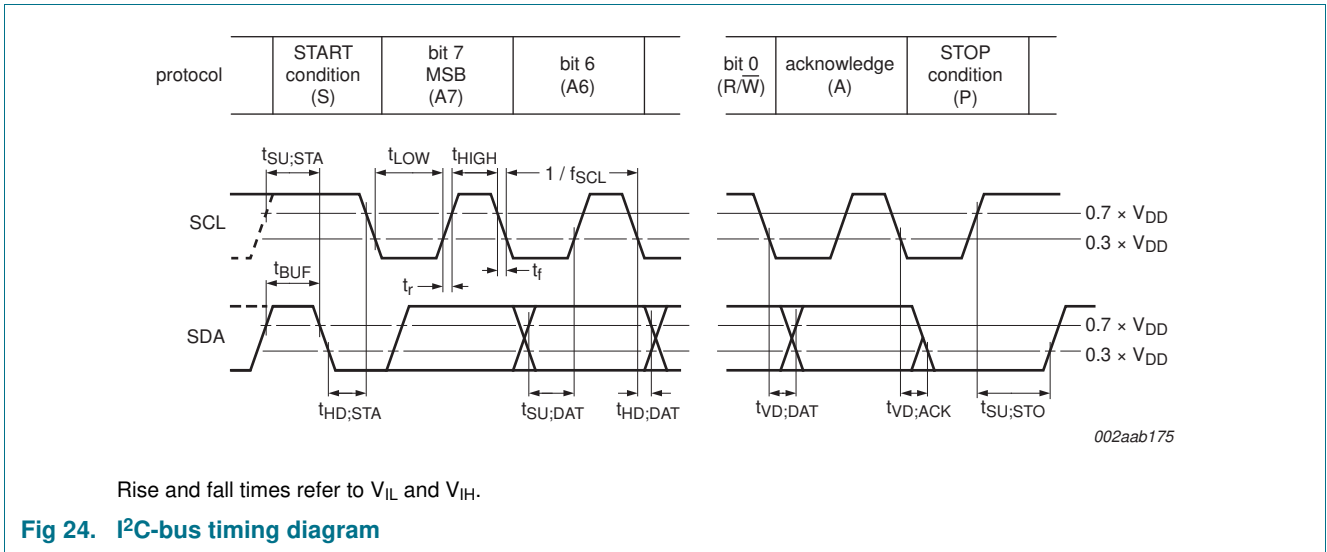 protocol
START
condition
(S)
bit 7
MSB
(A7)
bit 6
(A6)
bit 0
(R/W̅)
acknowledge
(A)
STOP
condition
(P)
tSU;STA
tLOW
tHIGH
1 / fSCL
SCL
0.7 × VDD
0.3 × VDD
tBUF
tr
tf
SDA
0.7 × VDD
0.3 × VDD
tHD;STA
tSU;DAT
tHD;DAT
tVD;DAT
tVD;ACK
tSU;STO
002aab175
Rise and fall times refer to VIL and VIH.
Fig 24. I²C-bus timing diagram